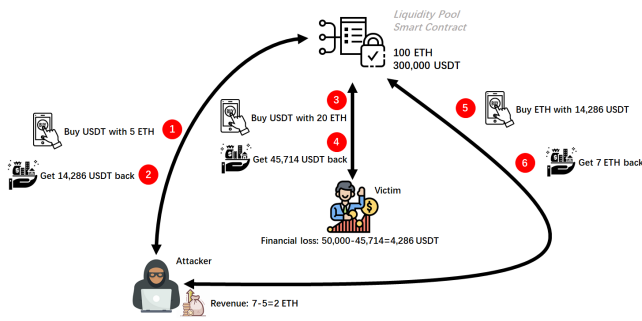 Liquidity Pool
Smart Contract
100 ETH
300,000 USDT
1
Buy USDT with 5 ETH
2
Get 14,286 USDT back
3
Buy USDT with 20 ETH
4
Get 45,714 USDT back
5
Buy ETH with 14,286 USDT
6
Get 7 ETH back
Victim
Financial loss: 50,000-45,714=4,286 USDT
Attacker
Revenue: 7-5=2 ETH